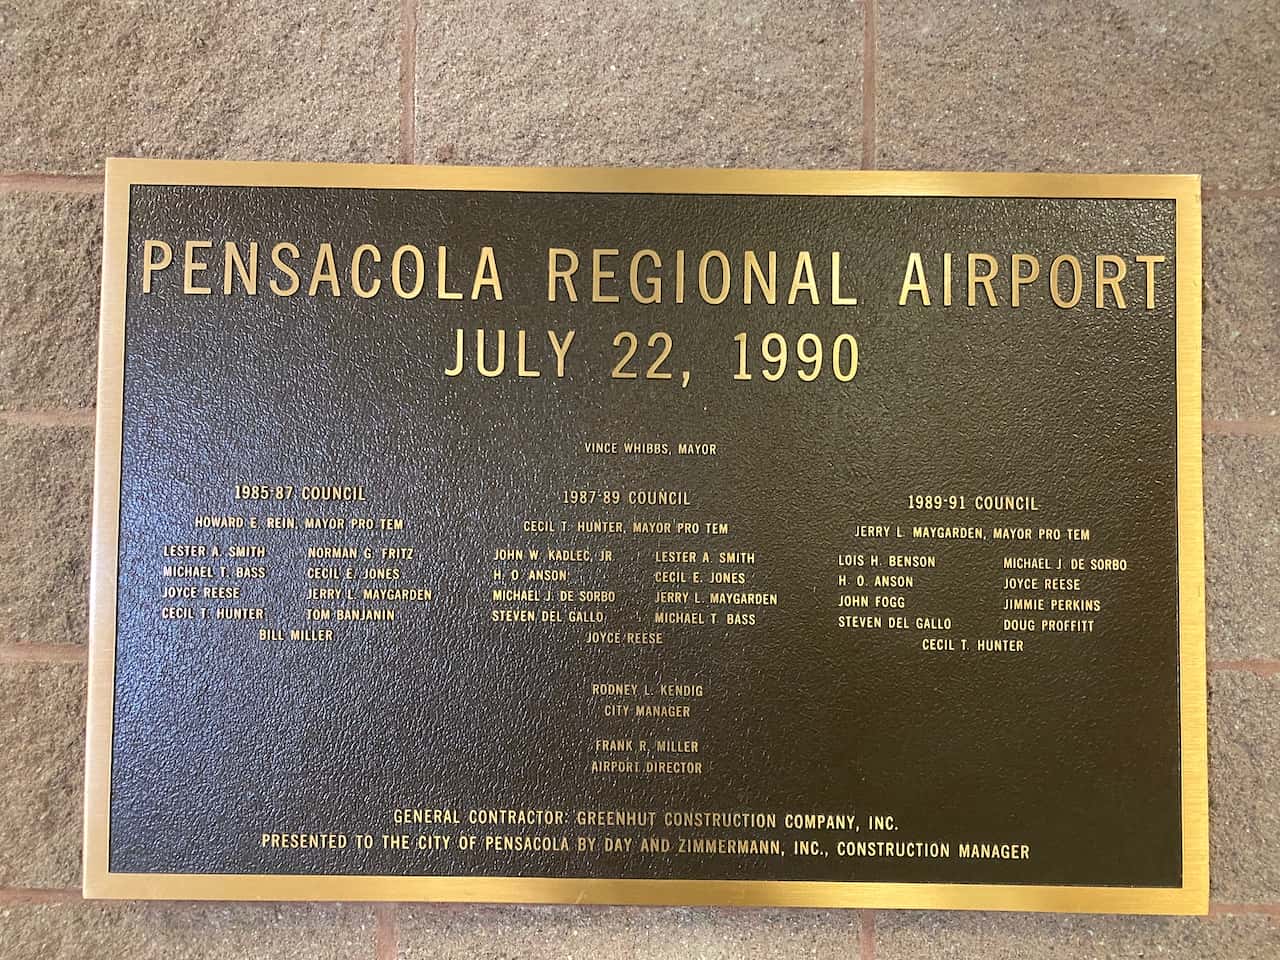 PENSACOLA REGIONAL AIRPORT
JULY 22, 1990
VINCE WHIBBS, MAYOR
1985-87 COUNCIL
HOWARD E. REIN, MAYOR PRO TEM
LESTER A. SMITH NORMAN G. FRITZ
MICHAEL T. BASS CECIL E. JONES
JOYCE REESE JERRY L. MAYGARDEN
CECIL T. HUNTER TOM BANJANIN
BILL MILLER
1987-89 COUNCIL
CECIL T. HUNTER, MAYOR PRO TEM
JOHN W. KADLEC, JR. LESTER A. SMITH
H. O. ANSON CECIL E. JONES
MICHAEL J. DE SORBO JERRY L. MAYGARDEN
STEVEN DEL GALLO MICHAEL T. BASS
JOYCE REESE
1989-91 COUNCIL
JERRY L. MAYGARDEN, MAYOR PRO TEM
LOIS H. BENSON MICHAEL J. DE SORBO
H. O. ANSON JOYCE REESE
JOHN FOGG JIMMIE PERKINS
STEVEN DEL GALLO DOUG PROFFITT
CECIL T. HUNTER
RODNEY L. KENDIG
CITY MANAGER
FRANK R. MILLER
AIRPORT DIRECTOR
GENERAL CONTRACTOR: GREENHUT CONSTRUCTION COMPANY, INC.
PRESENTED TO THE CITY OF PENSACOLA BY DAY AND ZIMMERMANN, INC., CONSTRUCTION MANAGER